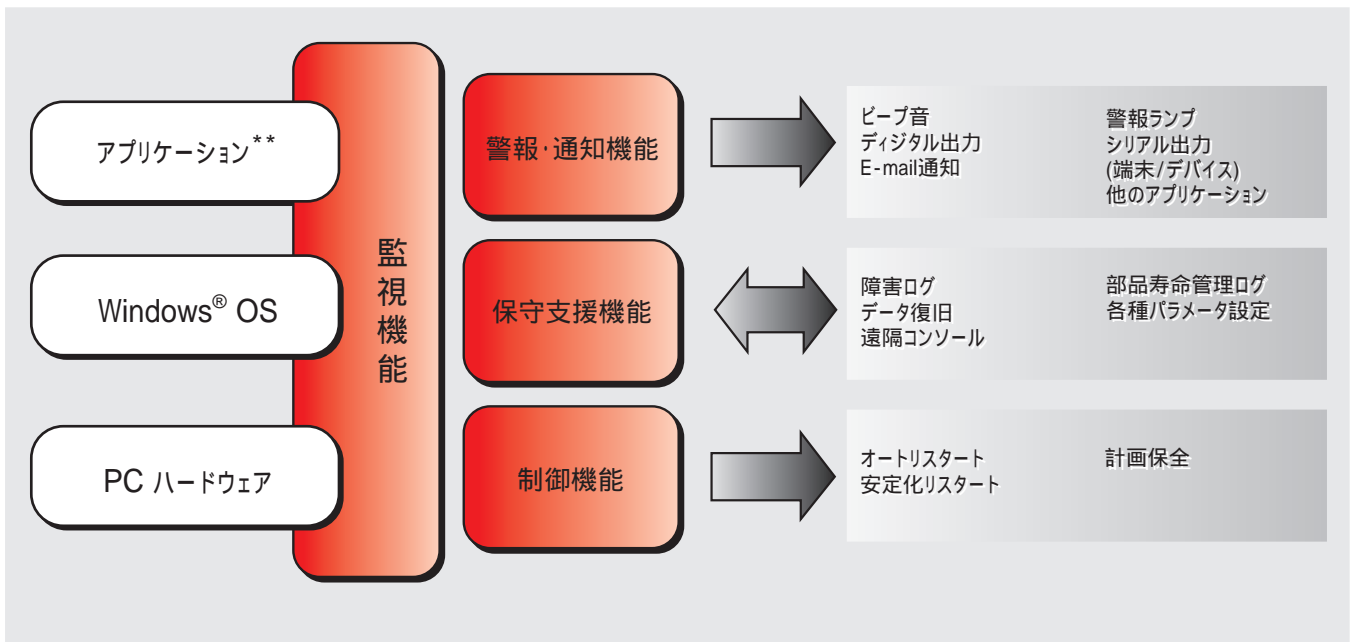 アプリケーション**
Windows® OS
PC ハードウェア
監視機能
警報・通知機能
ビープ音
ディジタル出力
E-mail通知
警報ランプ
シリアル出力
(端末/デバイス)
他のアプリケーション
保守支援機能
障害ログ
データ復旧
遠隔コンソール
部品寿命管理ログ
各種パラメータ設定
制御機能
オートリスタート
安定化リスタート
計画保全